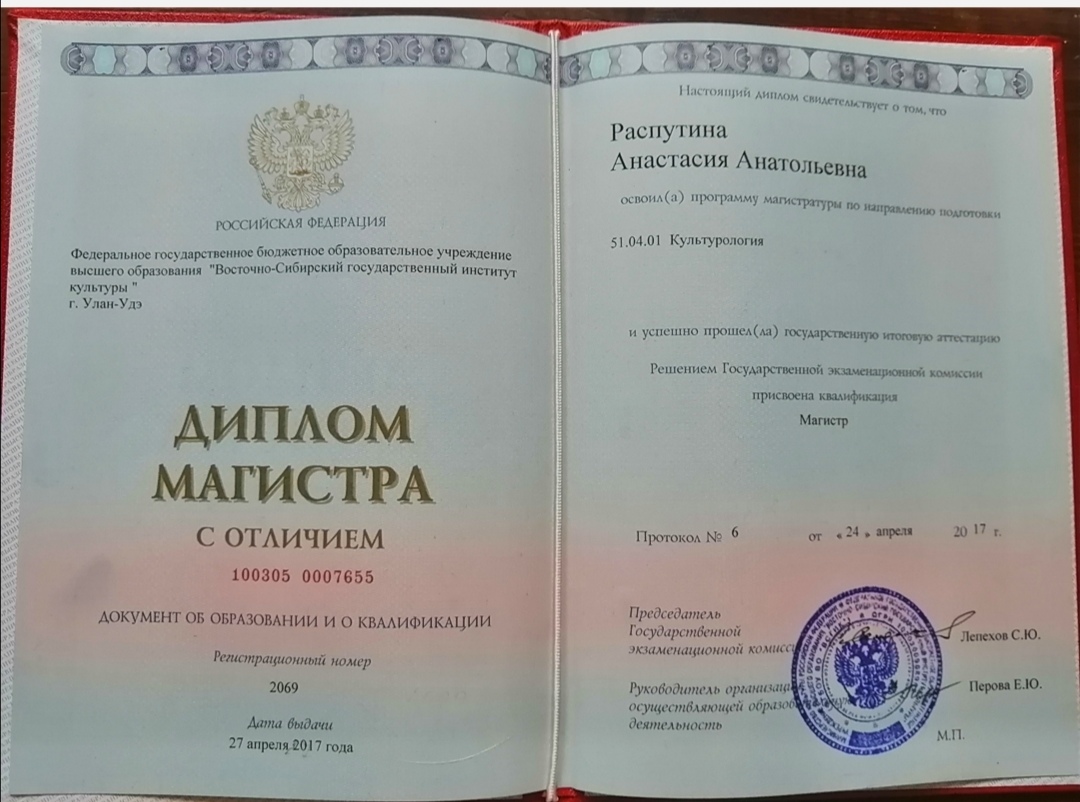 РОССИЙСКАЯ ФЕДЕРАЦИЯ
Федеральное государственное бюджетное образовательное учреждение
высшего образования "Восточно-Сибирский государственный институт
культуры "
г. Улан-Удэ
ДИПЛОМ
МАГИСТРА
С ОТЛИЧИЕМ
100305 0007655
ДОКУМЕНТ ОБ ОБРАЗОВАНИИ И О КВАЛИФИКАЦИИ
Регистрационный номер
2069
Дата выдачи
27 апреля 2017 года
Настоящий диплом свидетельствует о том, что
Распутина
Анастасия Анатольевна
освоил(а) программу магистратуры по направлению подготовки
51.04.01 Культурология
и успешно прошел(ла) государственную итоговую аттестацию
Решением Государственной экзаменационной комиссии
присвоена квалификация
Магистр
Протокол № 6 от « 24 » апреля 20 17 г.
Председатель
Государственной
экзаменационной комисс
Лепехов С.Ю.
Руководитель организац
осуществляющей
деятельность
Перова Е.Ю.
М.П.